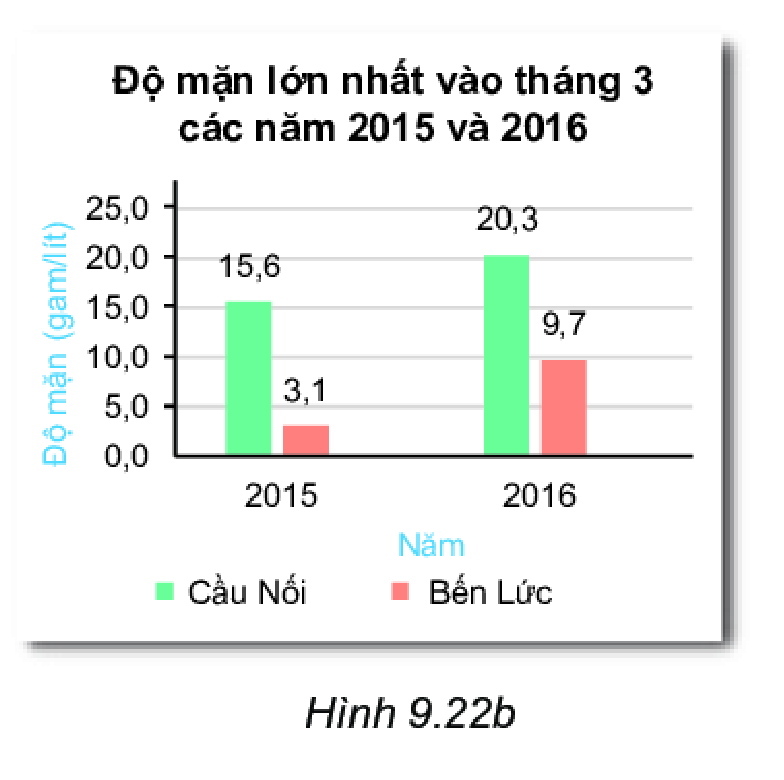 Độ mặn lớn nhất vào tháng 3
các năm 2015 và 2016
Độ mặn (gam/lít)
25,0
20,0
15,0
10,0
5,0
0,0
15,6
3,1
20,3
9,7
2015
2016
Năm
Cầu Nối
Bến Lức
Hình 9.22b